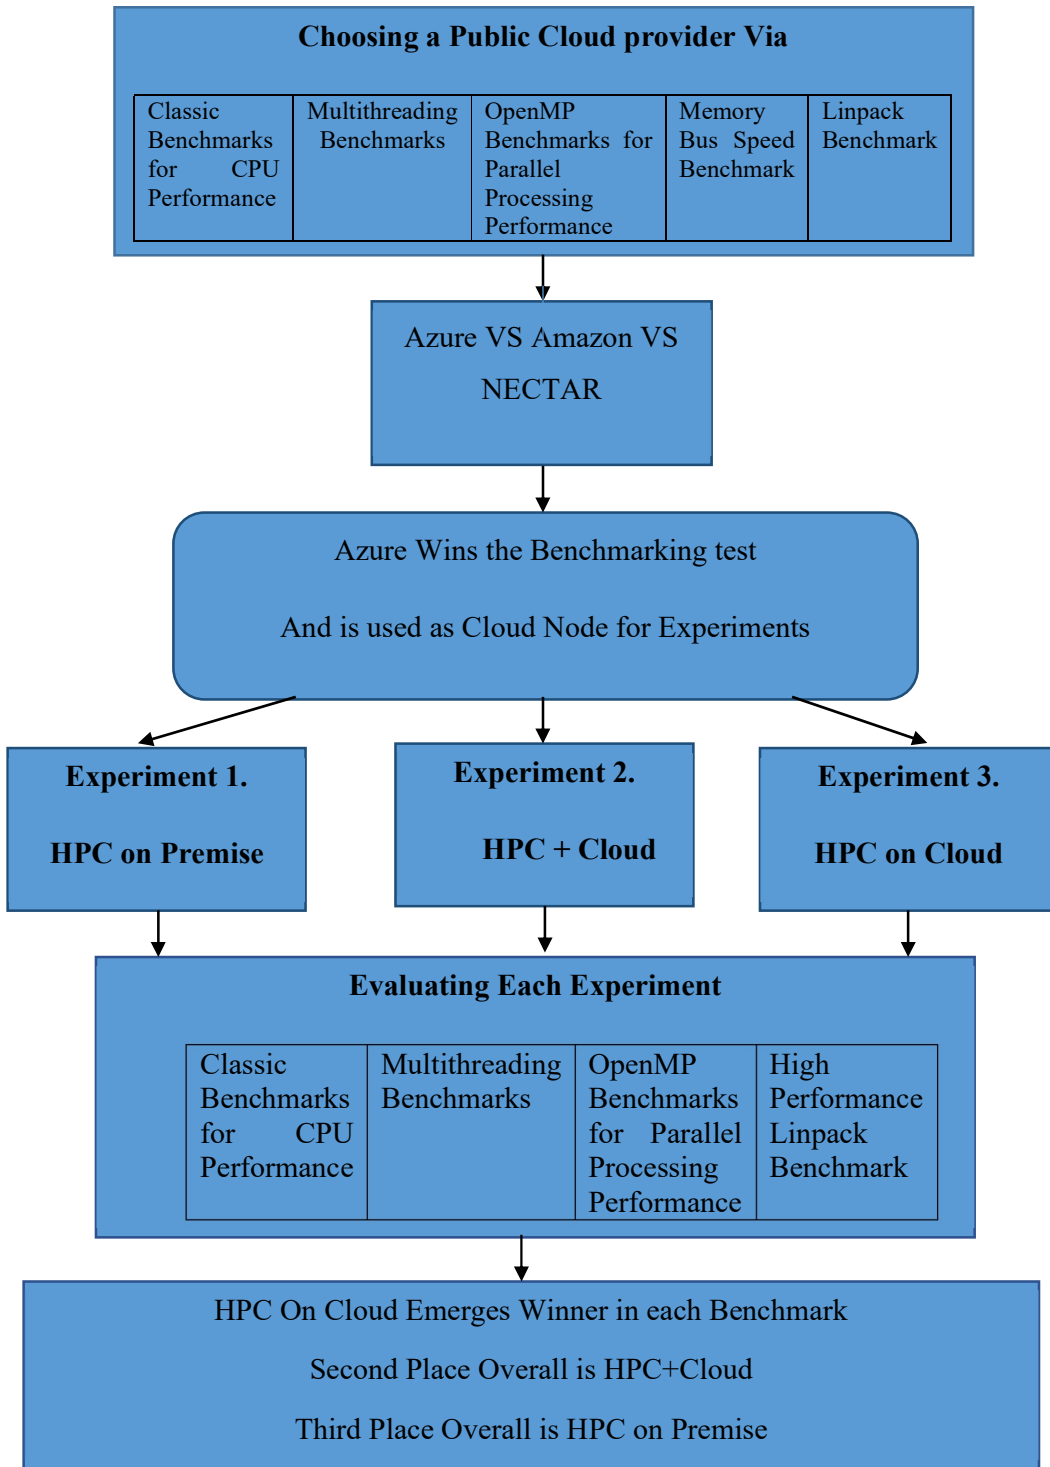 Choosing a Public Cloud provider Via
Classic
Benchmarks
for CPU
Performance
Multithreading
Benchmarks
OpenMP
Benchmarks for
Parallel
Processing
Performance
Memory
Bus Speed
Benchmark
Linpack
Benchmark
Azure VS Amazon VS
NECTAR
Azure Wins the Benchmarking test
And is used as Cloud Node for Experiments
Experiment 1.
HPC on Premise
Experiment 2.
HPC + Cloud
Experiment 3.
HPC on Cloud
Evaluating Each Experiment
Classic
Benchmarks
for CPU
Performance
Multithreading
Benchmarks
OpenMP
Benchmarks
for Parallel
Processing
Performance
High
Performance
Linpack
Benchmark
HPC On Cloud Emerges Winner in each Benchmark
Second Place Overall is HPC+Cloud
Third Place Overall is HPC on Premise